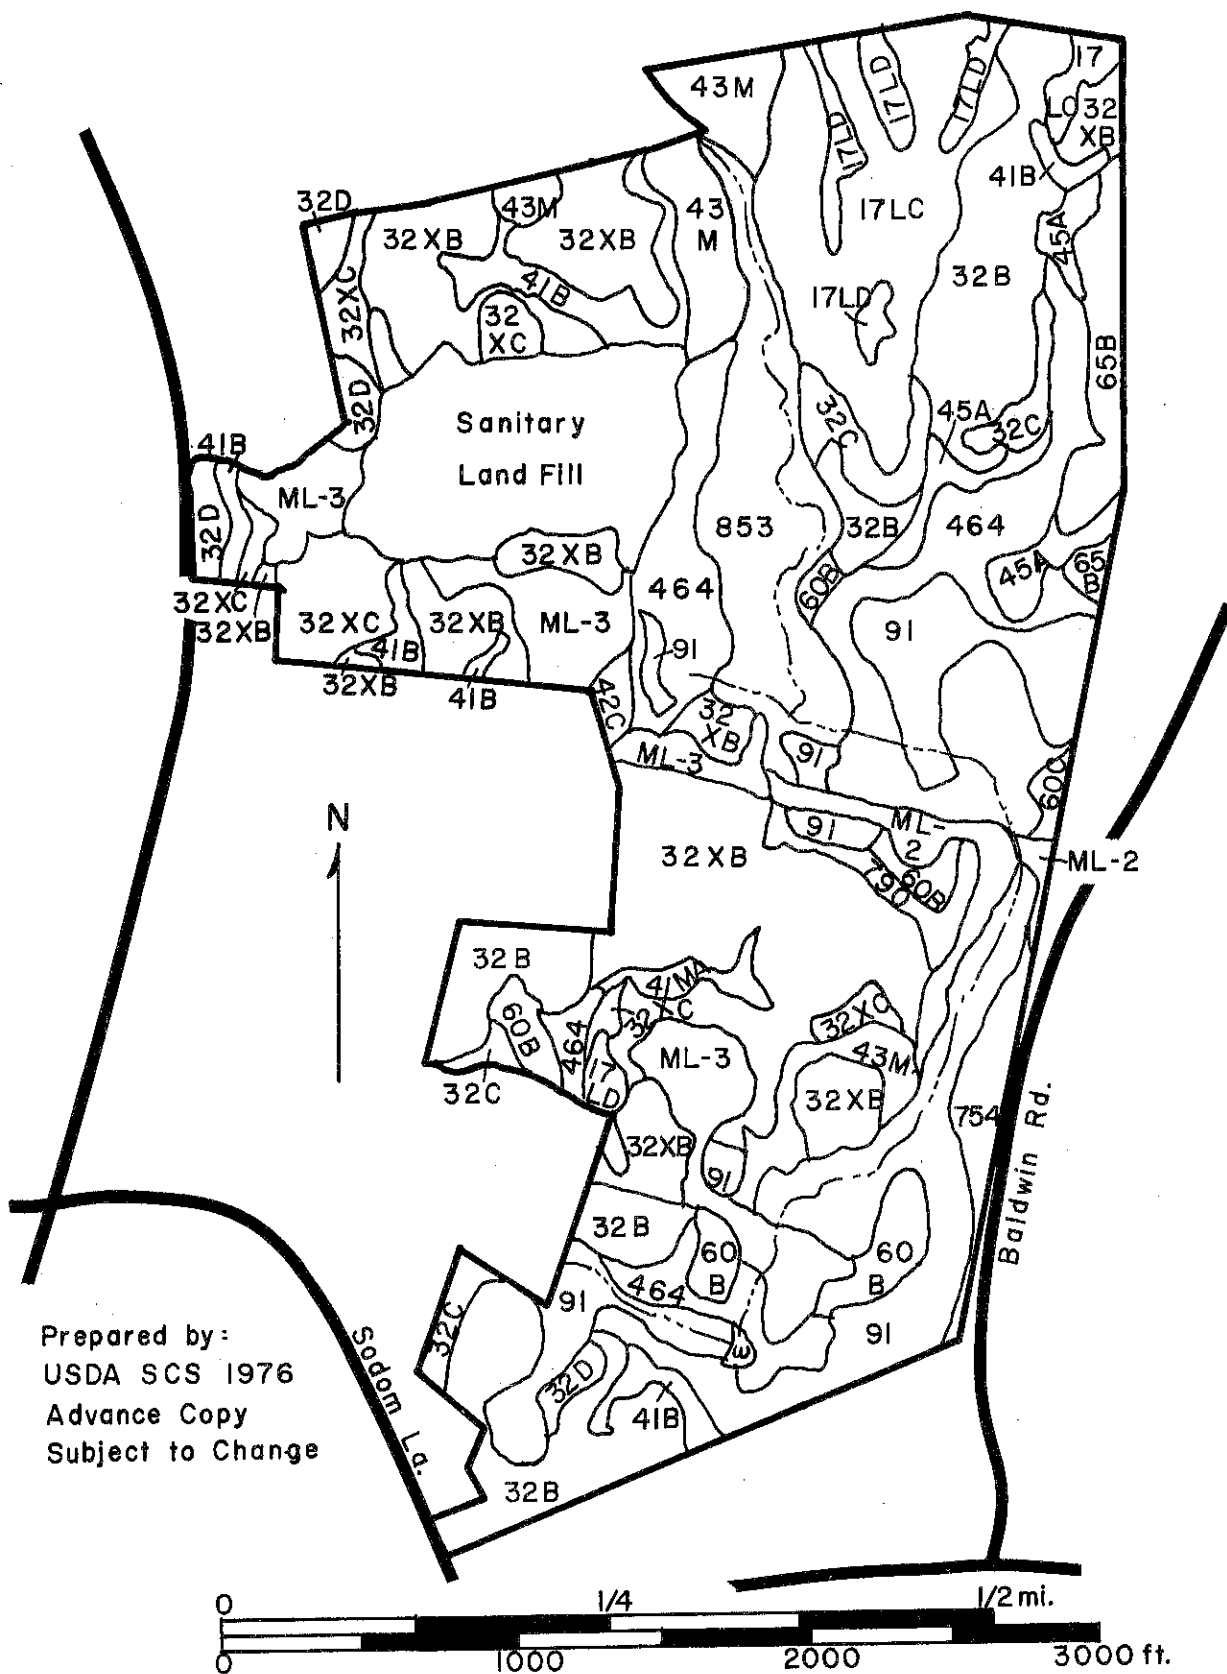 43M
17LD
17LD
17
LC
32
XB
17LD
41B
32D
43M
43
M
17LC
32XB
32XB
45A
32XC
41B
17LD
32B
32
XC
65B
32D
Sanitary
Land Fill
32C
45A
32C
41B
ML-3
32D
853
32B
464
32XB
45A
65
B
60B
464
32XC
32XB
32XC
41B
32XB
ML-3
91
91
32XB
41B
42C
32
XB
ML-3
91
60C
N
91
ML-
2
32XB
ML-2
790
60B
32B
41MA
32XC
60B
464
32XC
17
LD
ML-3
43M
32C
32XB
754
32XB
91
Baldwin Rd.
32B
60
B
60
B
464
91
91
32C
Prepared by:
USDA SCS 1976
Advance Copy
Subject to Change
Sodom La.
32D
41B
32B
0
1/4
1/2 mi.
0
1000
2000
3000 ft.